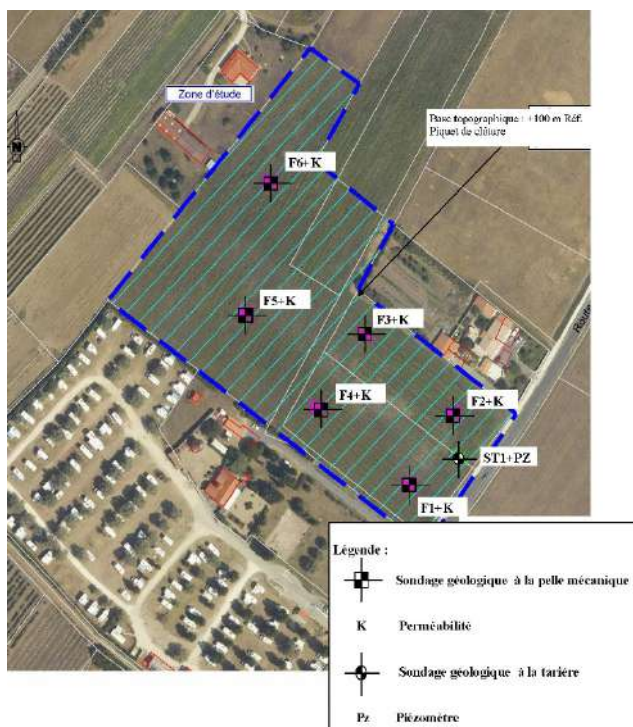 Zone d'étude
Base topographique : +100 m Réf.
Piquet de clôture
N
F6+K
F5+K
F3+K
Route
F4+K
F2+K
ST1+PZ
F1+K
Légende :
Sondage géologique à la pelle mécanique
K Perméabilité
Sondage géologique à la tarière
Pz Piézomètre